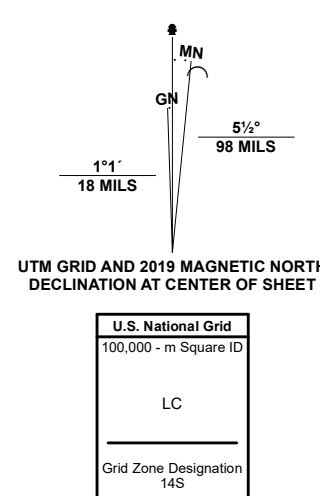 MN
GN
5½°
98 MILS
1°1´
18 MILS
UTM GRID AND 2019 MAGNETIC NORTH
DECLINATION AT CENTER OF SHEET
U.S. National Grid
100,000 - m Square ID
LC
Grid Zone Designation
14S